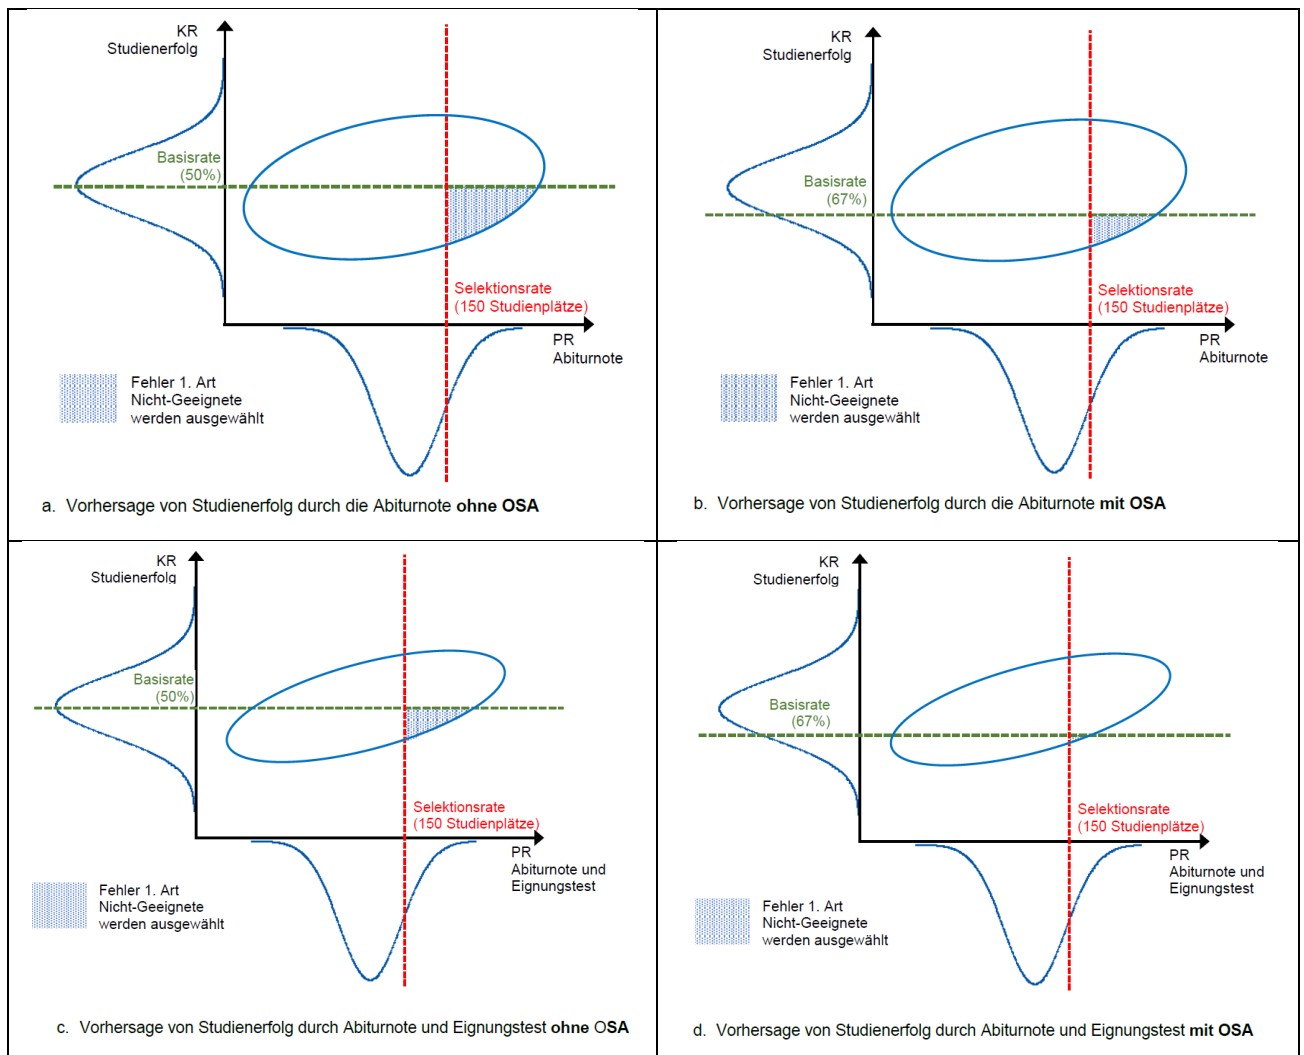 KR
Studienerfolg
Basisrate
(50%)
Selektionsrate
(150 Studienplätze)
PR
Abiturnote
Fehler 1. Art
Nicht-Geeignete
werden ausgewählt
a. Vorhersage von Studienerfolg durch die Abiturnote ohne OSA
KR
Studienerfolg
Basisrate
(67%)
Selektionsrate
(150 Studienplätze)
PR
Abiturnote
Fehler 1. Art
Nicht-Geeignete
werden ausgewählt
b. Vorhersage von Studienerfolg durch die Abiturnote mit OSA
KR
Studienerfolg
Basisrate
(50%)
Selektionsrate
(150 Studienplätze)
PR
Abiturnote und
Eignungstest
Fehler 1. Art
Nicht-Geeignete
werden ausgewählt
c. Vorhersage von Studienerfolg durch Abiturnote und Eignungstest ohne OSA
KR
Studienerfolg
Basisrate
(67%)
Selektionsrate
(150 Studienplätze)
PR
Abiturnote und
Eignungstest
Fehler 1. Art
Nicht-Geeignete
werden ausgewählt
d. Vorhersage von Studienerfolg durch Abiturnote und Eignungstest mit OSA